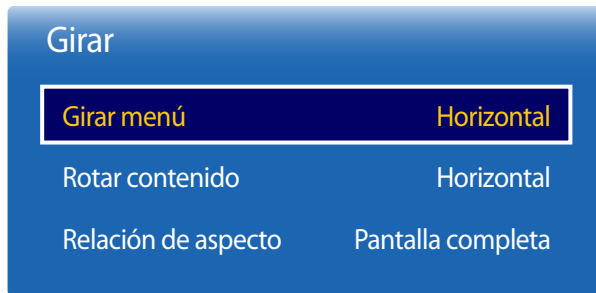 Girar
Girar menú Horizontal
Rotar contenido Horizontal
Relación de aspecto Pantalla completa